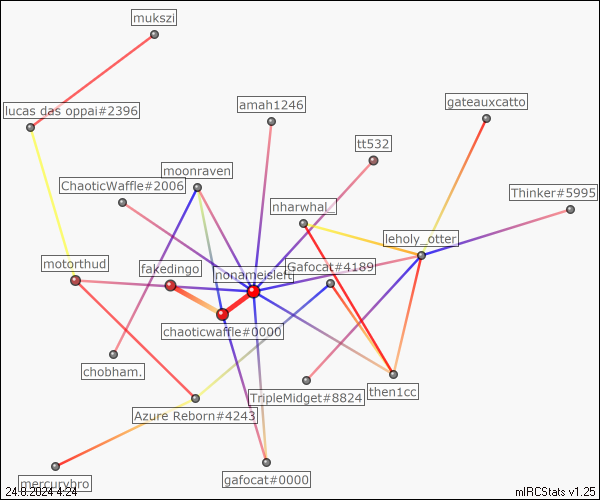 mukszi
lucas das oppai#2396
amah1246
gateauxcatto
tt532
moonraven
ChaoticWaffle#2006
Thinker#5995
nharwhal_
leholy_otter
motorthud
fakedingo
nonameisleft
Gafocat#4189
chaoticwaffle#0000
chobham.
then1cc
TripleMidget#8824
Azure Reborn#4243
mercurybro
gafocat#0000
24.8.2024 4:24
mIRCStats v1.25